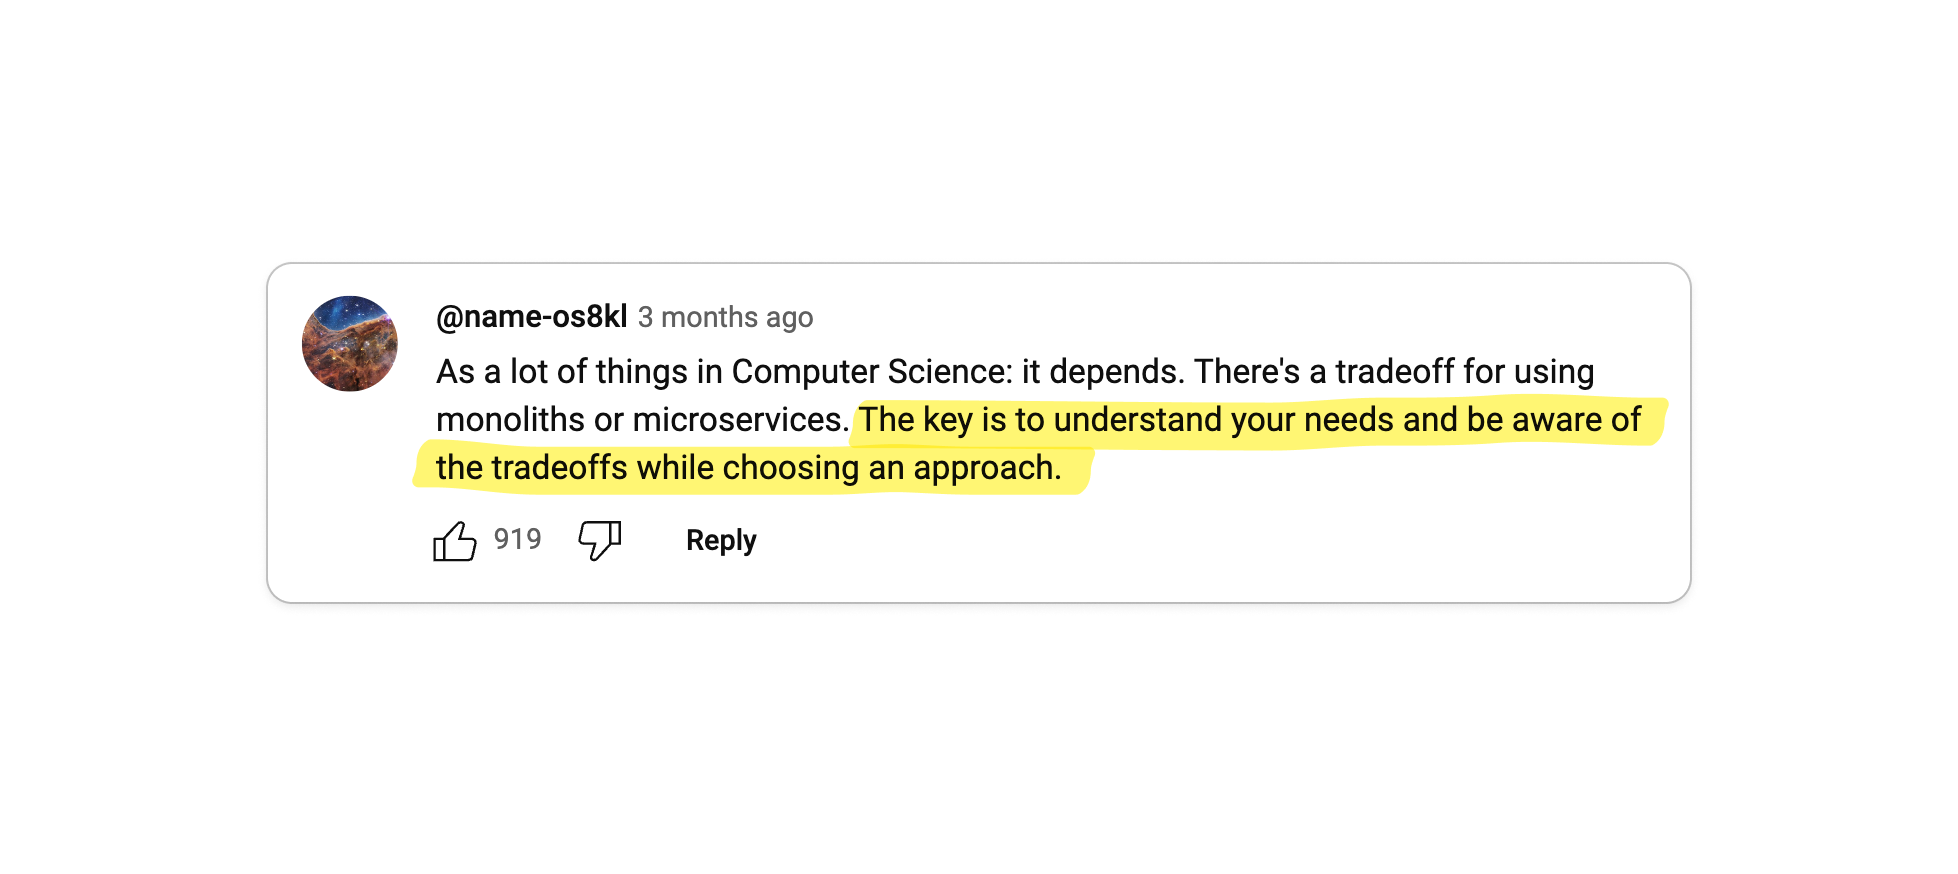 @name-os8kl 3 months ago
As a lot of things in Computer Science: it depends. There's a tradeoff for using
monoliths or microservices. The key is to understand your needs and be aware of
the tradeoffs while choosing an approach.
919 Reply